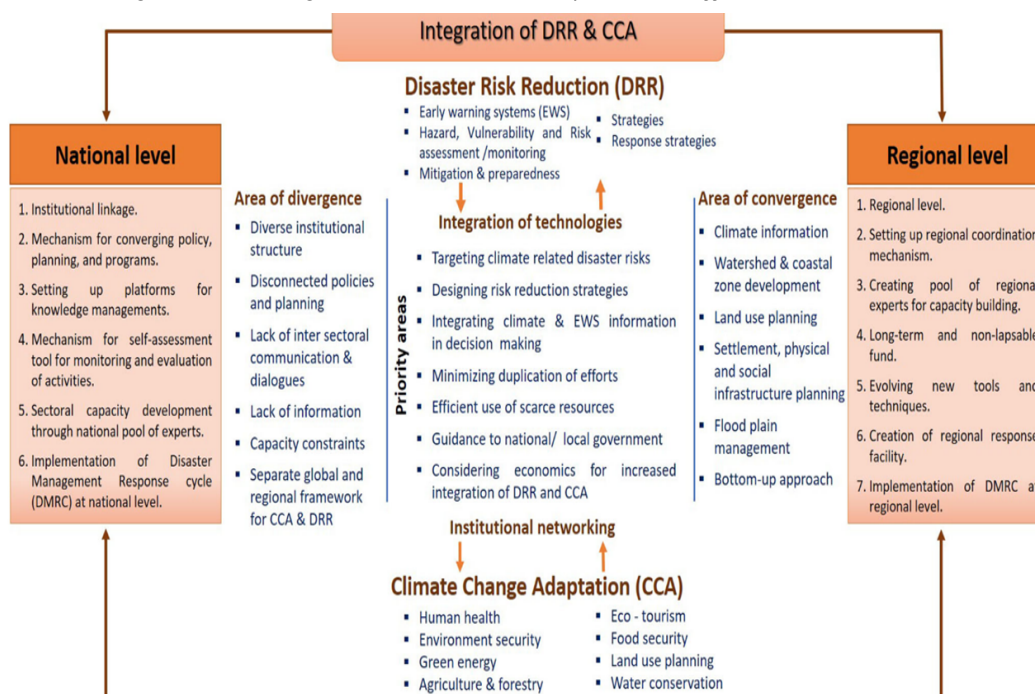 Integration of DRR & CCA
Disaster Risk Reduction (DRR)
▪ Early warning systems (EWS)
▪ Hazard, Vulnerability and Risk
assessment /monitoring
▪ Mitigation & preparedness
▪ Strategies
▪ Response strategies
National level
1. Institutional linkage.
2. Mechanism for converging policy,
planning, and programs.
3. Setting up platforms for
knowledge managements.
4. Mechanism for self-assessment
tool for monitoring and evaluation
of activities.
5. Sectoral capacity development
through national pool of experts.
6. Implementation of Disaster
Management Response cycle
(DMRC) at national level.
Area of divergence
▪ Diverse institutional
structure
▪ Disconnected policies
and planning
▪ Lack of inter sectoral
communication &
dialogues
▪ Lack of information
▪ Capacity constraints
▪ Separate global and
regional framework
for CCA & DRR
Priority areas
Integration of technologies
▪ Targeting climate related disaster risks
▪ Designing risk reduction strategies
▪ Integrating climate & EWS information
in decision making
▪ Minimizing duplication of efforts
▪ Efficient use of scarce resources
▪ Guidance to national/ local government
▪ Considering economics for increased
integration of DRR and CCA
Institutional networking
Area of convergence
▪ Climate information
▪ Watershed & coastal
zone development
▪ Land use planning
▪ Settlement, physical
and social
infrastructure planning
▪ Flood plain
management
▪ Bottom-up approach
Regional level
1. Regional level.
2. Setting up regional coordination
mechanism.
3. Creating pool of regional
experts for capacity building.
4. Long-term and non-lapsable
fund.
5. Evolving new tools and
techniques.
6. Creation of regional response
facility.
7. Implementation of DMRC at
regional level.
Climate Change Adaptation (CCA)
▪ Human health
▪ Environment security
▪ Green energy
▪ Agriculture & forestry
▪ Eco - tourism
▪ Food security
▪ Land use planning
▪ Water conservation